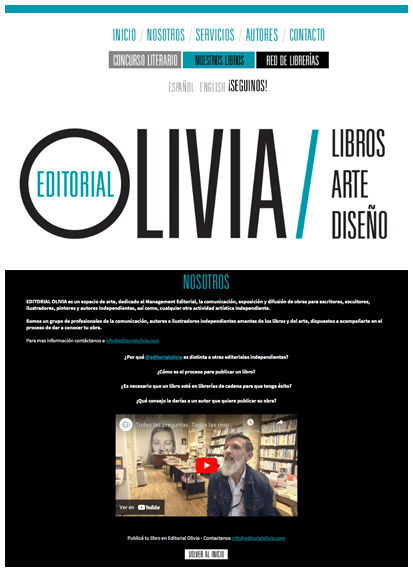 INICIO / NOSOTROS / SERVICIOS / AUTORES / CONTACTO
CONCURSO LITERARIO NUESTROS LIBROS RED DE LIBRERÍAS
ESPAÑOL ENGLISH ¡SEGUINOS!
EDITORIAL OLIVIA/
LIBROS
ARTE
DISEÑO
NOSOTROS
EDITORIAL OLIVIA es un espacio de arte, dedicado al Management Editorial, la comunicación, exposición y difusión de obras para escritores, escultores,
ilustradores, pintores y autores independientes, así como, cualquier otra actividad artística independiente.
Somos un grupo de profesionales de la comunicación, autores e ilustradores independientes amantes de los libros y del arte, dispuestos a acompañarte en el
proceso de dar a conocer tu obra.
Para mas información contáctanos a info@editorialolivia.com
¿Por qué @editorialolivia es distinta a otras editoriales independientes?
¿Cómo es el proceso para publicar un libro?
¿Es necesario que un libro esté en librerías de cadena para que tenga éxito?
¿Qué consejo le darías a un autor que quiere publicar su obra?
Todas las preguntas. Todas las resp...
Ver en YouTube
Publicá tu libro en Editorial Olivia - Contactanos info@editorialolivia.com
VOLVER AL INICIO